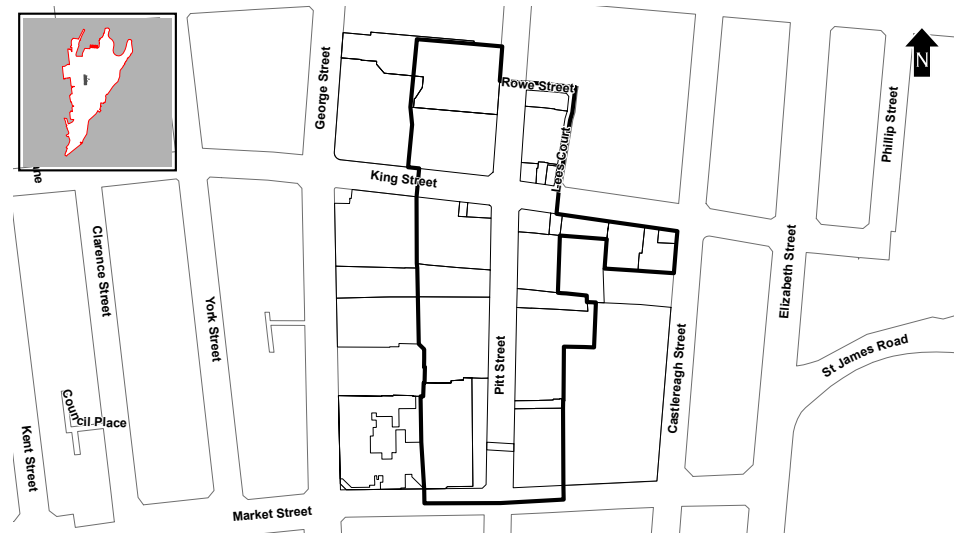 N
George Street
Rowe Street
Phillip Street
Lees Court
King Street
Clarence Street
York Street
Elizabeth Street
Pitt Street
Castlereagh Street
St James Road
Council Place
Kent Street
Market Street